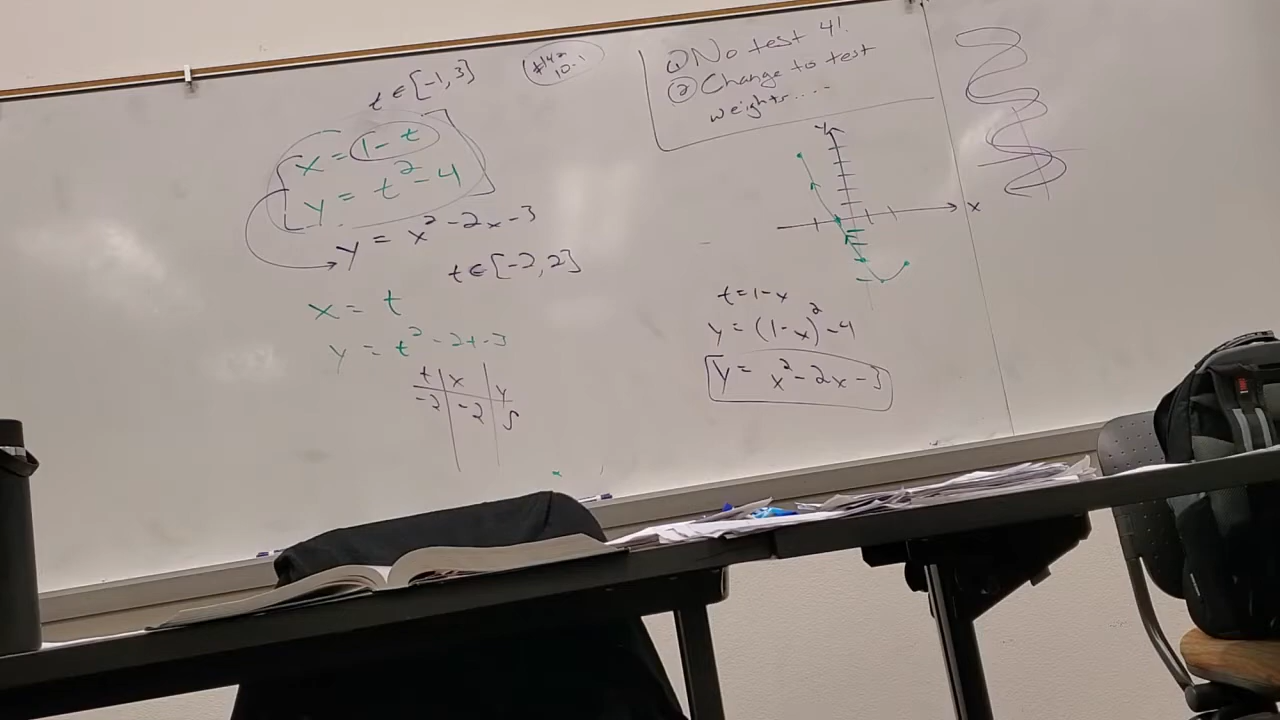 t ∈ [-1, 3]
#142
10.1
x = 1 - t
y = t² - 4
y = x² - 2x - 3
t ∈ [-2, 2]
x = t
y = t² - 2t - 3
t | x | y
-2 | -2 | 5
① No test 4!
② Change to test
weights....
y
x
t = 1 - x
y = (1 - x)² - 4
y = x² - 2x - 3